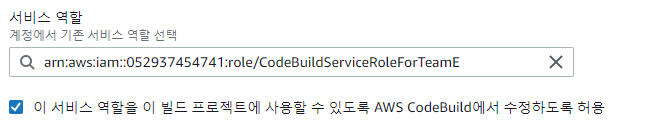 서비스 역할
계정에서 기존 서비스 역할 선택
arn:aws:iam::052937454741:role/CodeBuildServiceRoleForTeamE
이 서비스 역할을 이 빌드 프로젝트에 사용할 수 있도록 AWS CodeBuild에서 수정하도록 허용